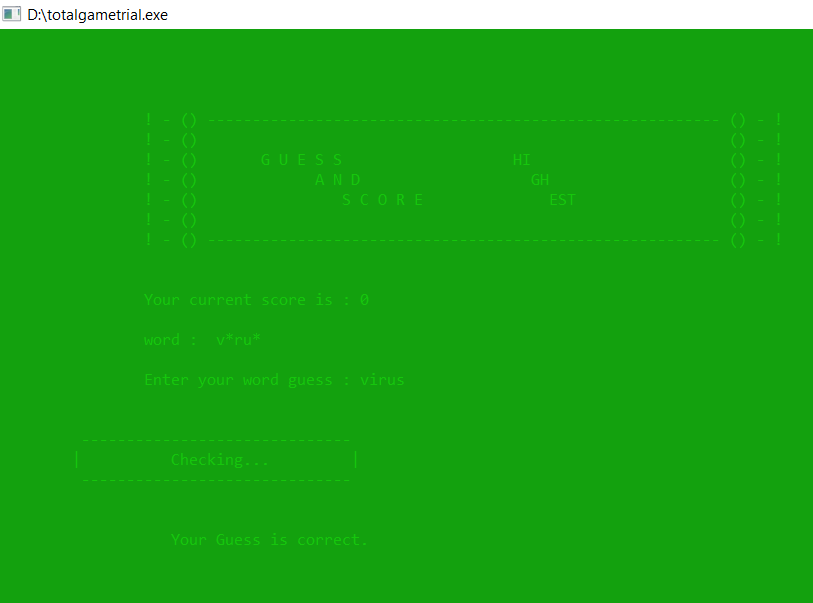 D:\totalgametrial.exe
! - () --------------------------------------------------------- () - !
! - () () - !
! - () G U E S S HI () - !
! - () A N D GH () - !
! - () S C O R E EST () - !
! - () () - !
! - () --------------------------------------------------------- () - !
Your current score is : 0
word : v*ru*
Enter your word guess : virus
------------------------------
| Checking... |
------------------------------
Your Guess is correct.